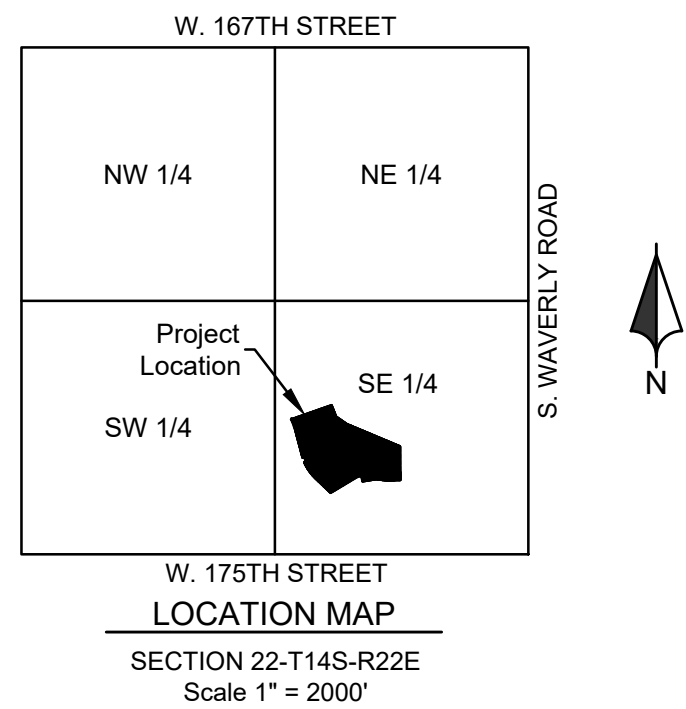 W. 167TH STREET
NW 1/4
NE 1/4
S. WAVERLY ROAD
Project
Location
SE 1/4
SW 1/4
N
W. 175TH STREET
LOCATION MAP
SECTION 22-T14S-R22E
Scale 1" = 2000'